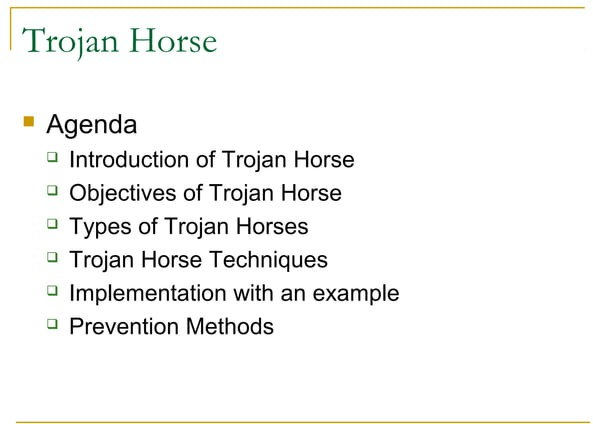 Trojan Horse
Agenda
Introduction of Trojan Horse
Objectives of Trojan Horse
Types of Trojan Horses
Trojan Horse Techniques
Implementation with an example
Prevention Methods